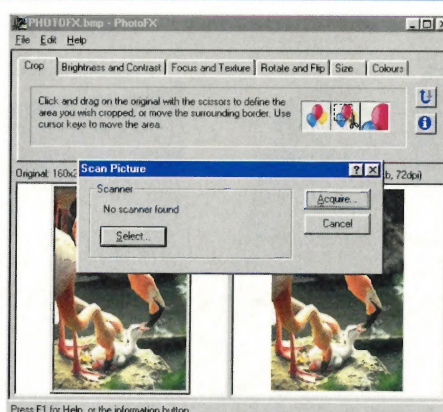 PHOTOFX.bmp - PhotoFX
File Edit Help
Crop Brightness and Contrast Focus and Texture Rotate and Flip Size Colours
Click and drag on the original with the scissors to define the
area you wish cropped, or move the surrounding border. Use
cursor keys to move the area.
Original: 160x2
b, 72dpi)
Scan Picture
Scanner
No scanner found
Select...
Acquire...
Cancel
Press F1 for Help, or the information button